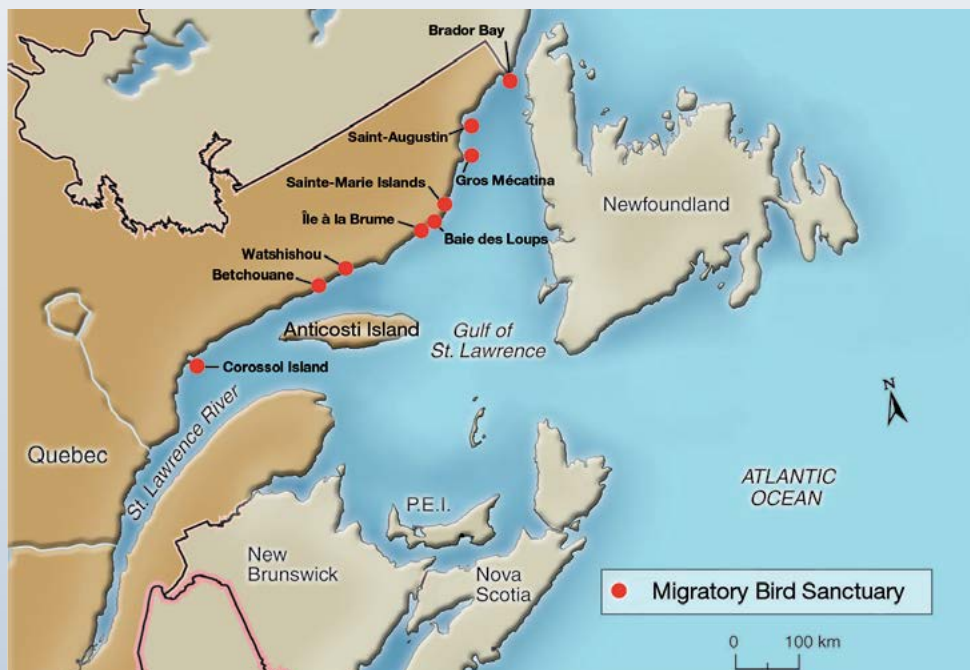 Brador Bay
Saint-Augustin
Gros Mécatina
Sainte-Marie Islands
Île à la Brume
Baie des Loups
Newfoundland
Watshishou
Betchouane
Anticosti Island
Gulf of
St. Lawrence
Corossol Island
N
Quebec
St. Lawrence River
ATLANTIC
OCEAN
P.E.I.
New
Brunswick
Nova
Scotia
Migratory Bird Sanctuary
0 100 km